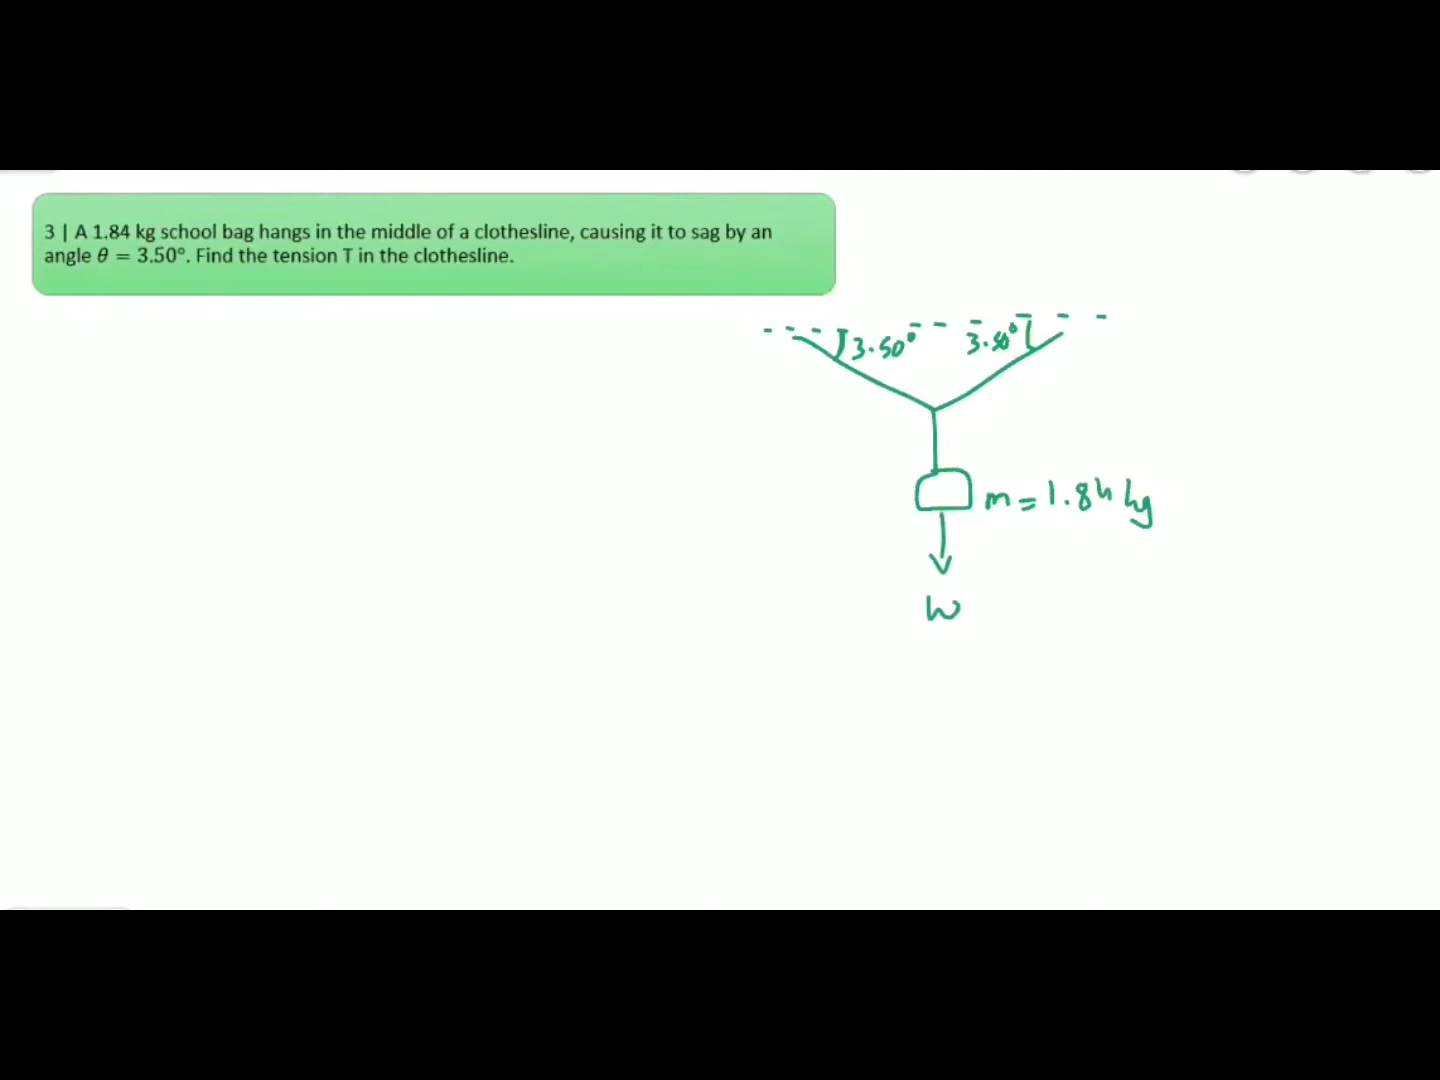 3 | A 1.84 kg school bag hangs in the middle of a clothesline, causing it to sag by an
angle θ = 3.50°. Find the tension T in the clothesline.
3.50° 3.50°
m = 1.84 kg
W